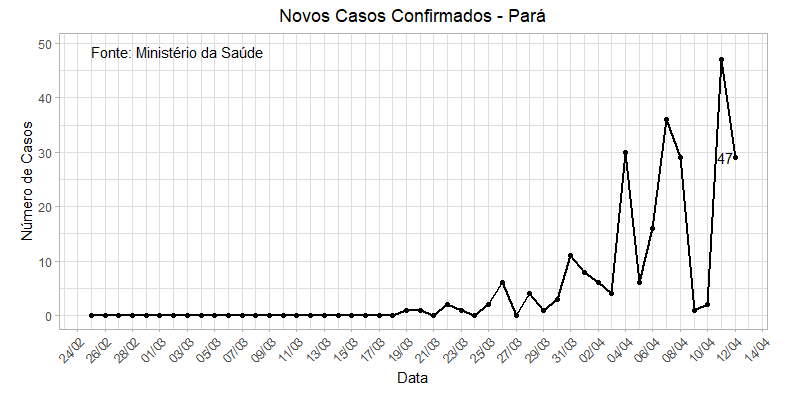 Novos Casos Confirmados - Pará
Fonte: Ministério da Saúde
Número de Casos
50
40
30
20
10
0
47
24/02 26/02 28/02 01/03 03/03 05/03 07/03 09/03 11/03 13/03 15/03 17/03 19/03 21/03 23/03 25/03 27/03 29/03 31/03 02/04 04/04 06/04 08/04 10/04 12/04 14/04
Data